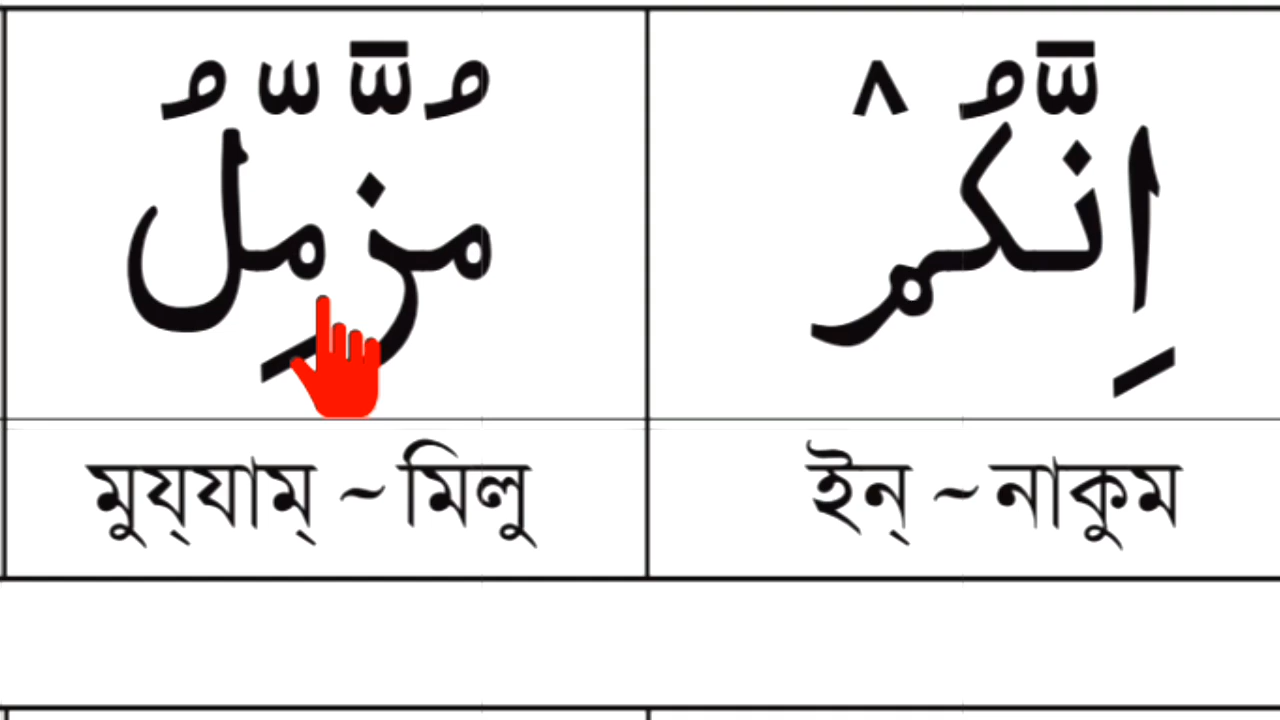 اِنَّكُمْ
مُزَّمِّلُ
ইন্ ~ নাকুম
মুয্যাম্ ~ মিলু